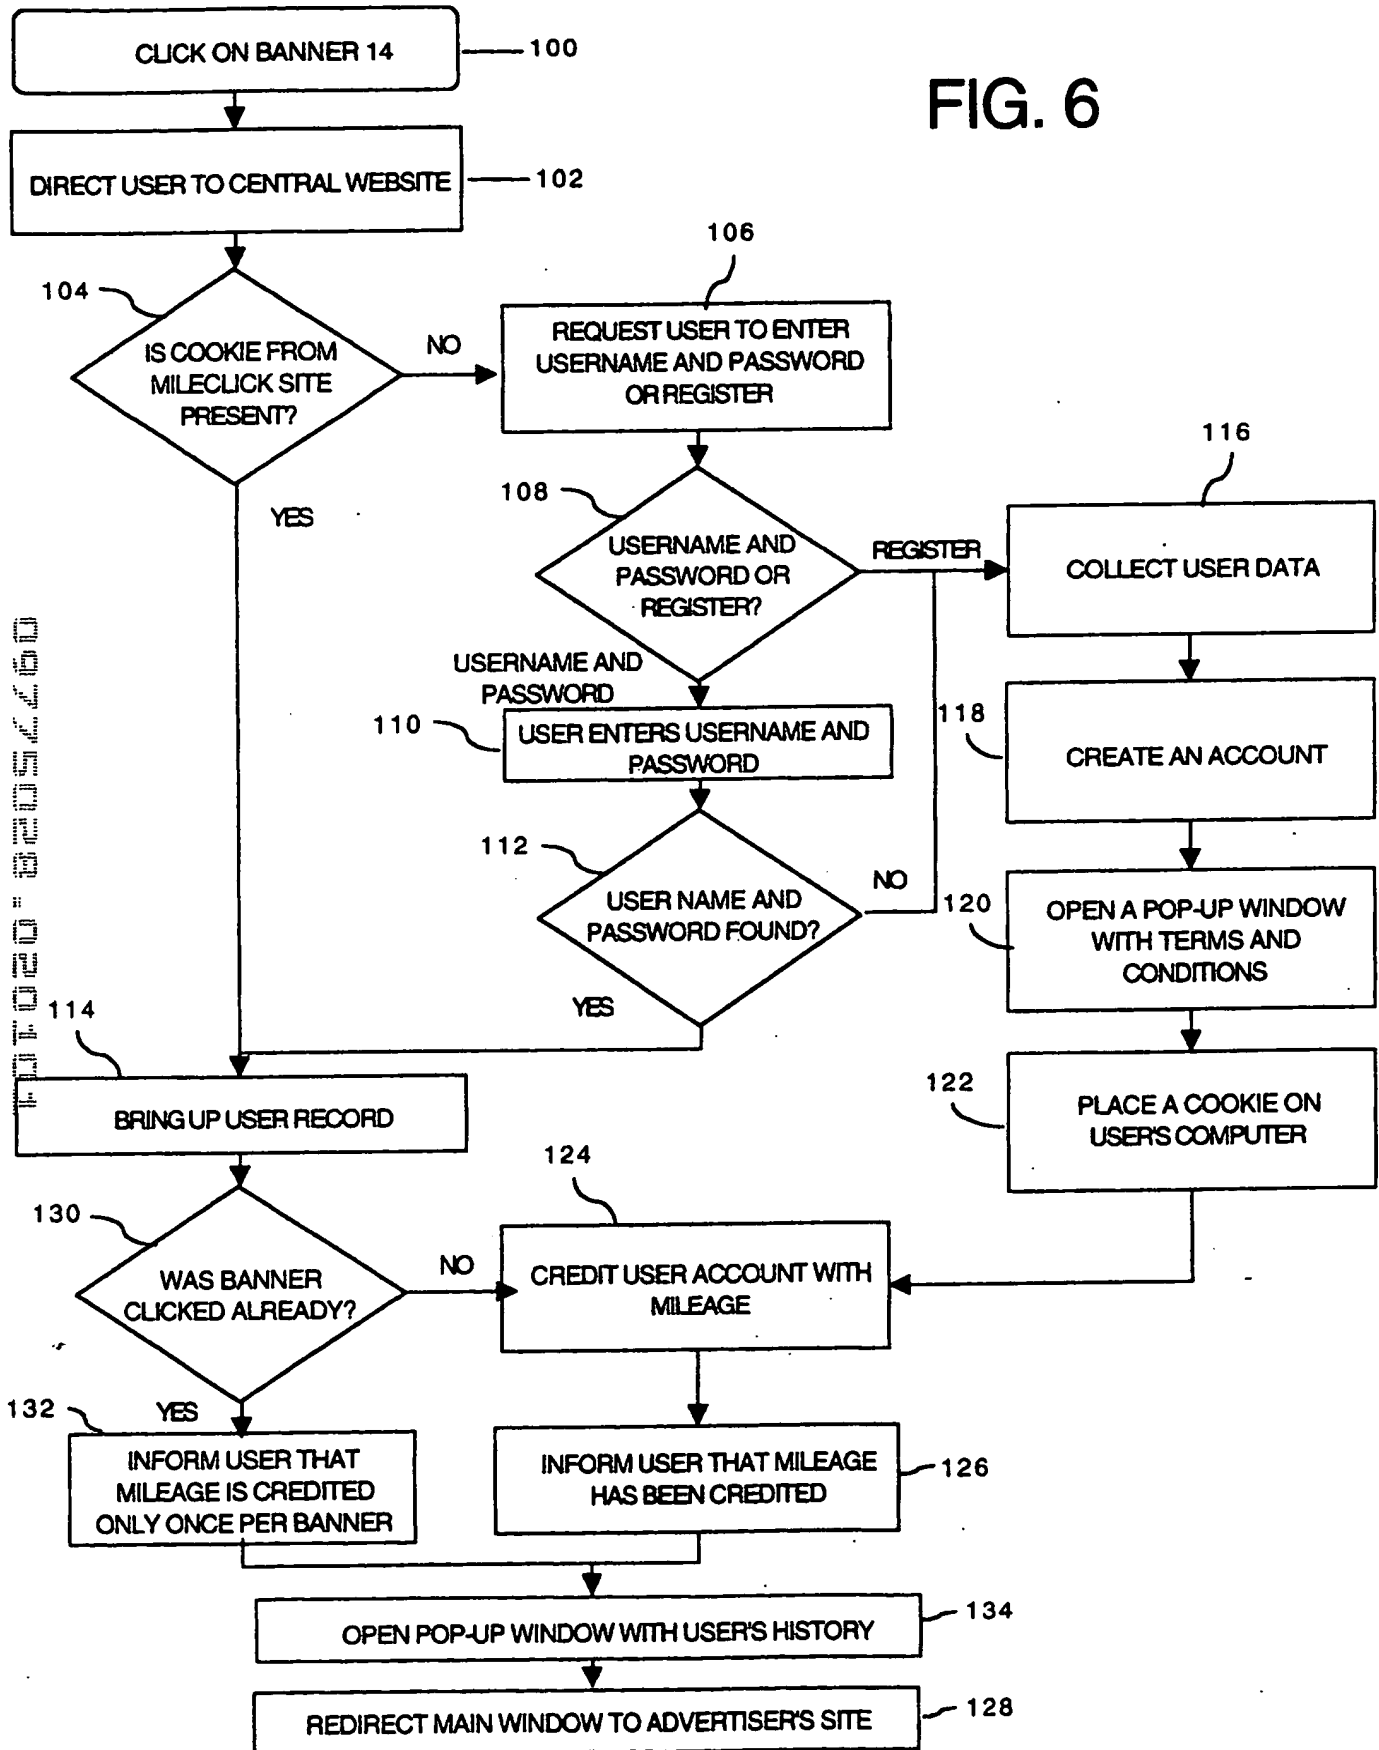 CLICK ON BANNER 14
100
FIG. 6
DIRECT USER TO CENTRAL WEBSITE
102
104
IS COOKIE FROM
MILECLICK SITE
PRESENT?
NO
YES
106
REQUEST USER TO ENTER
USERNAME AND PASSWORD
OR REGISTER
108
USERNAME AND
PASSWORD OR
REGISTER?
REGISTER
USERNAME AND
PASSWORD
110
USER ENTERS USERNAME AND
PASSWORD
112
USER NAME AND
PASSWORD FOUND?
NO
YES
116
COLLECT USER DATA
118
CREATE AN ACCOUNT
120
OPEN A POP-UP WINDOW
WITH TERMS AND
CONDITIONS
122
PLACE A COOKIE ON
USER'S COMPUTER
114
BRING UP USER RECORD
130
WAS BANNER
CLICKED ALREADY?
NO
YES
124
CREDIT USER ACCOUNT WITH
MILEAGE
132
INFORM USER THAT
MILEAGE IS CREDITED
ONLY ONCE PER BANNER
INFORM USER THAT MILEAGE
HAS BEEN CREDITED
126
OPEN POP-UP WINDOW WITH USER'S HISTORY
134
REDIRECT MAIN WINDOW TO ADVERTISER'S SITE
128
09775028.020101